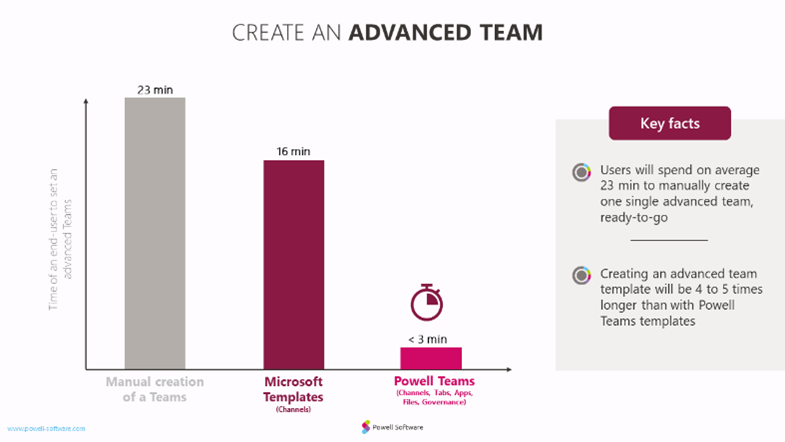 CREATE AN ADVANCED TEAM
23 min
16 min
< 3 min
Time of an end-user to set an
advanced Teams
Manual creation
of a Teams
Microsoft
Templates
(Channels)
Powell Teams
(Channels, Tabs, Apps,
Files, Governance)
Key facts
Users will spend on average
23 min to manually create
one single advanced team,
ready-to-go
Creating an advanced team
template will be 4 to 5 times
longer than with Powell
Teams templates
www.powell-software.com
Powell Software